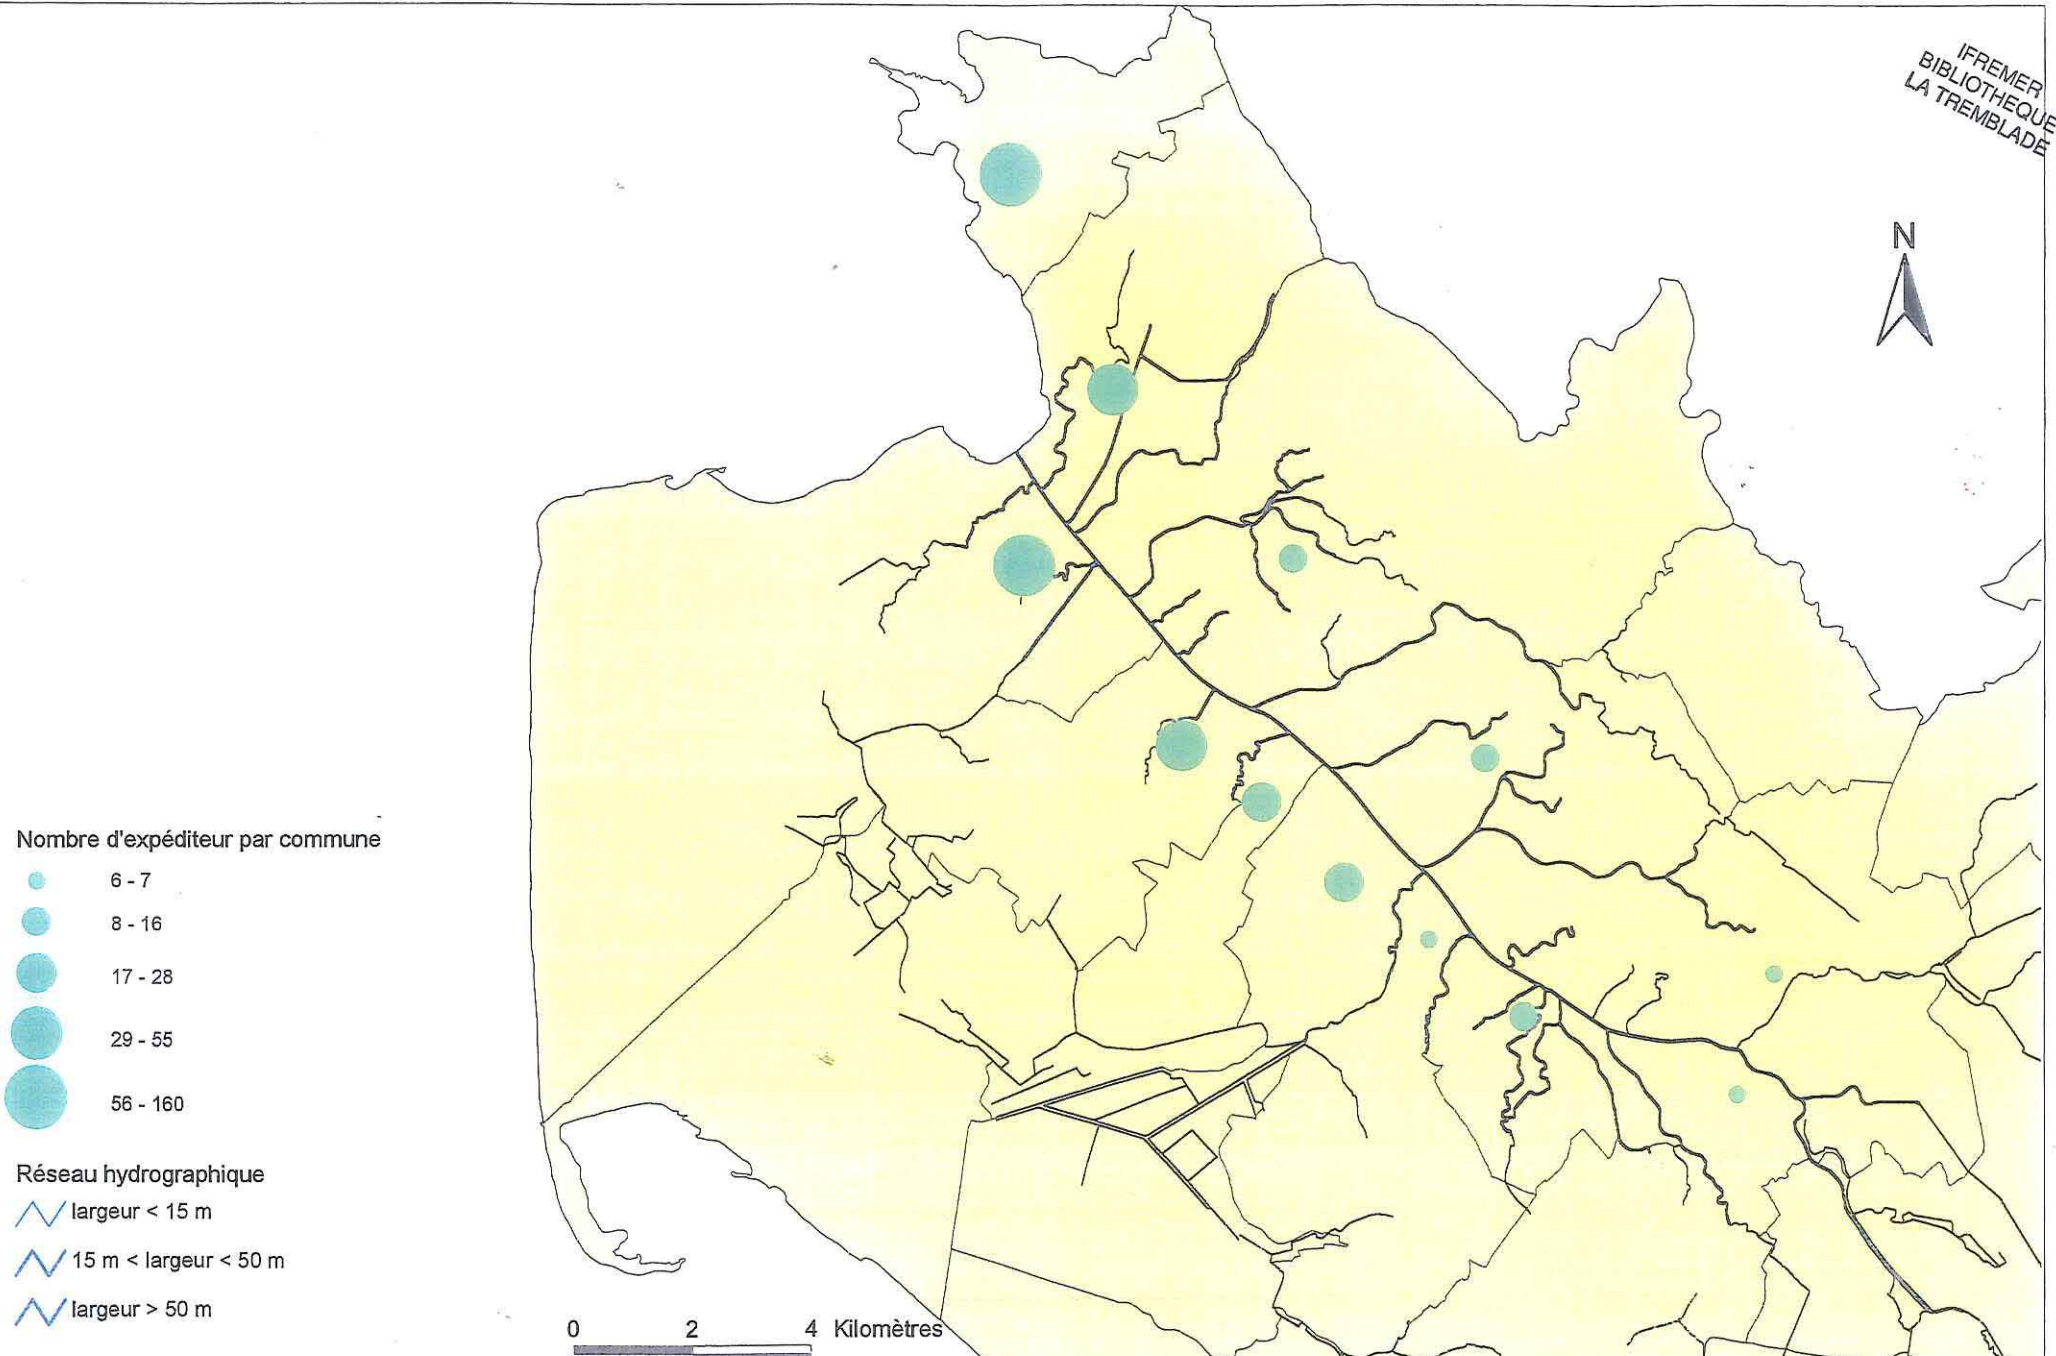 IFREMER
BIBLIOTHEQUE
LA TREMBLADE
N
Nombre d'expéditeur par commune
6 - 7
8 - 16
17 - 28
29 - 55
56 - 160
Réseau hydrographique
largeur < 15 m
15 m < largeur < 50 m
largeur > 50 m
0 2 4 Kilomètres